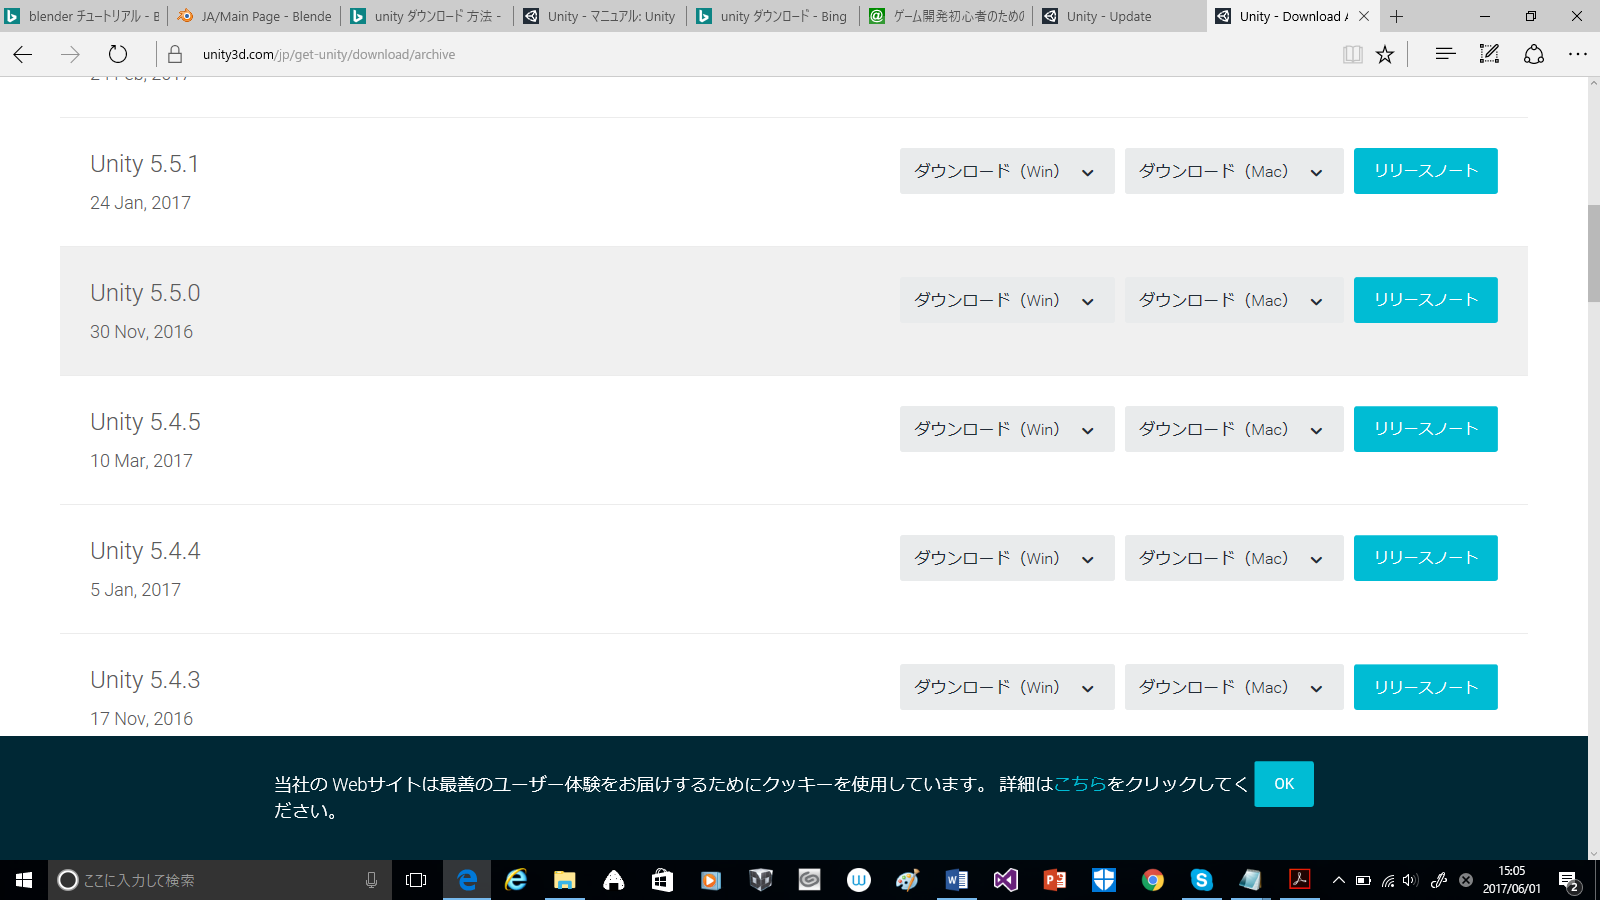 blender チュートリアル - B
JA/Main Page - Blende
unity ダウンロード 方法 -
Unity - マニュアル: Unity
unity ダウンロード - Bing
ゲーム開発初心者のための
Unity - Update
Unity - Download A
unity3d.com/jp/get-unity/download/archive
Unity 5.5.1
24 Jan, 2017
ダウンロード（Win）
ダウンロード（Mac）
リリースノート
Unity 5.5.0
30 Nov, 2016
ダウンロード（Win）
ダウンロード（Mac）
リリースノート
Unity 5.4.5
10 Mar, 2017
ダウンロード（Win）
ダウンロード（Mac）
リリースノート
Unity 5.4.4
5 Jan, 2017
ダウンロード（Win）
ダウンロード（Mac）
リリースノート
Unity 5.4.3
17 Nov, 2016
ダウンロード（Win）
ダウンロード（Mac）
リリースノート
当社の Webサイトは最善のユーザー体験をお届けするためにクッキーを使用しています。 詳細はこちらをクリックしてく
ださい。
OK
ここに入力して検索
15:05
2017/06/01
2